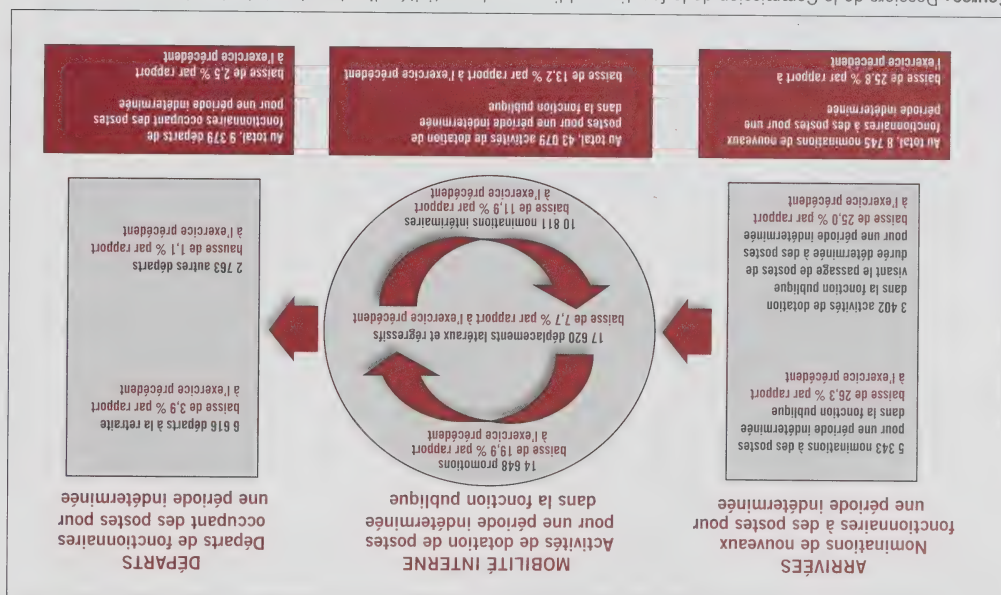 ARRIVÉES
Nominations de nouveaux
fonctionnaires à des postes pour
une période indéterminée
5 343 nominations à des postes
pour une période indéterminée
dans la fonction publique
baisse de 26,3 % par rapport
à l'exercice précédent
3 402 activités de dotation
dans la fonction publique
visant le passage de postes de
durée déterminée à des postes
pour une période indéterminée
baisse de 25,0 % par rapport
à l'exercice précédent
Au total, 8 745 nominations de nouveaux
fonctionnaires à des postes pour une
période indéterminée
baisse de 25,8 % par rapport à
l'exercice précédent
MOBILITÉ INTERNE
Activités de dotation de postes
pour une période indéterminée
dans la fonction publique
14 648 promotions
baisse de 19,9 % par rapport
à l'exercice précédent
17 620 déplacements latéraux et régressifs
baisse de 7,7 % par rapport à l'exercice précédent
10 811 nominations intérimaires
baisse de 11,9 % par rapport
à l'exercice précédent
Au total, 43 079 activités de dotation de
postes pour une période indéterminée
dans la fonction publique
baisse de 13,2 % par rapport à l'exercice précédent
DÉPARTS
Départs de fonctionnaires
occupant des postes pour
une période indéterminée
6 616 départs à la retraite
baisse de 3,9 % par rapport
à l'exercice précédent
2 763 autres départs
hausse de 1,1 % par rapport
à l'exercice précédent
Au total, 9 379 départs de
fonctionnaires occupant des postes
pour une période indéterminée
baisse de 2,5 % par rapport
à l'exercice précédent
Dossiers de la Commission de la fonction publique